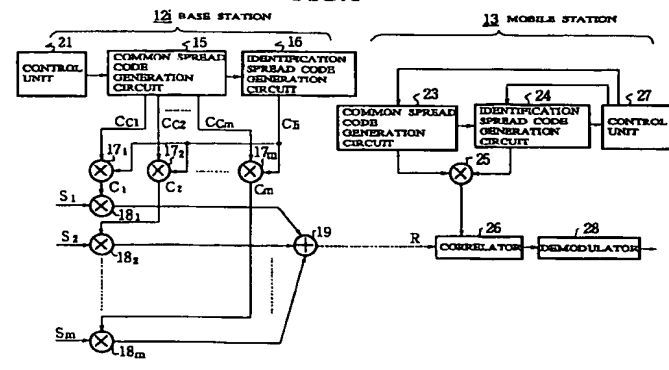 12i BASE STATION
13 MOBILE STATION
21
CONTROL
UNIT
15
COMMON SPREAD
CODE
GENERATION
CIRCUIT
16
IDENTIFICATION
SPREAD CODE
GENERATION
CIRCUIT
23
COMMON SPREAD
CODE
GENERATION
CIRCUIT
24
IDENTIFICATION
SPREAD CODE
GENERATION
CIRCUIT
27
CONTROL
UNIT
CC1
CC2
CCm
17₁
17₂
17m
25
C₁
C₂
Cm
S₁
18₁
S₂
18₂
19
R
26
CORRELATOR
28
DEMODULATOR
Sm
18m